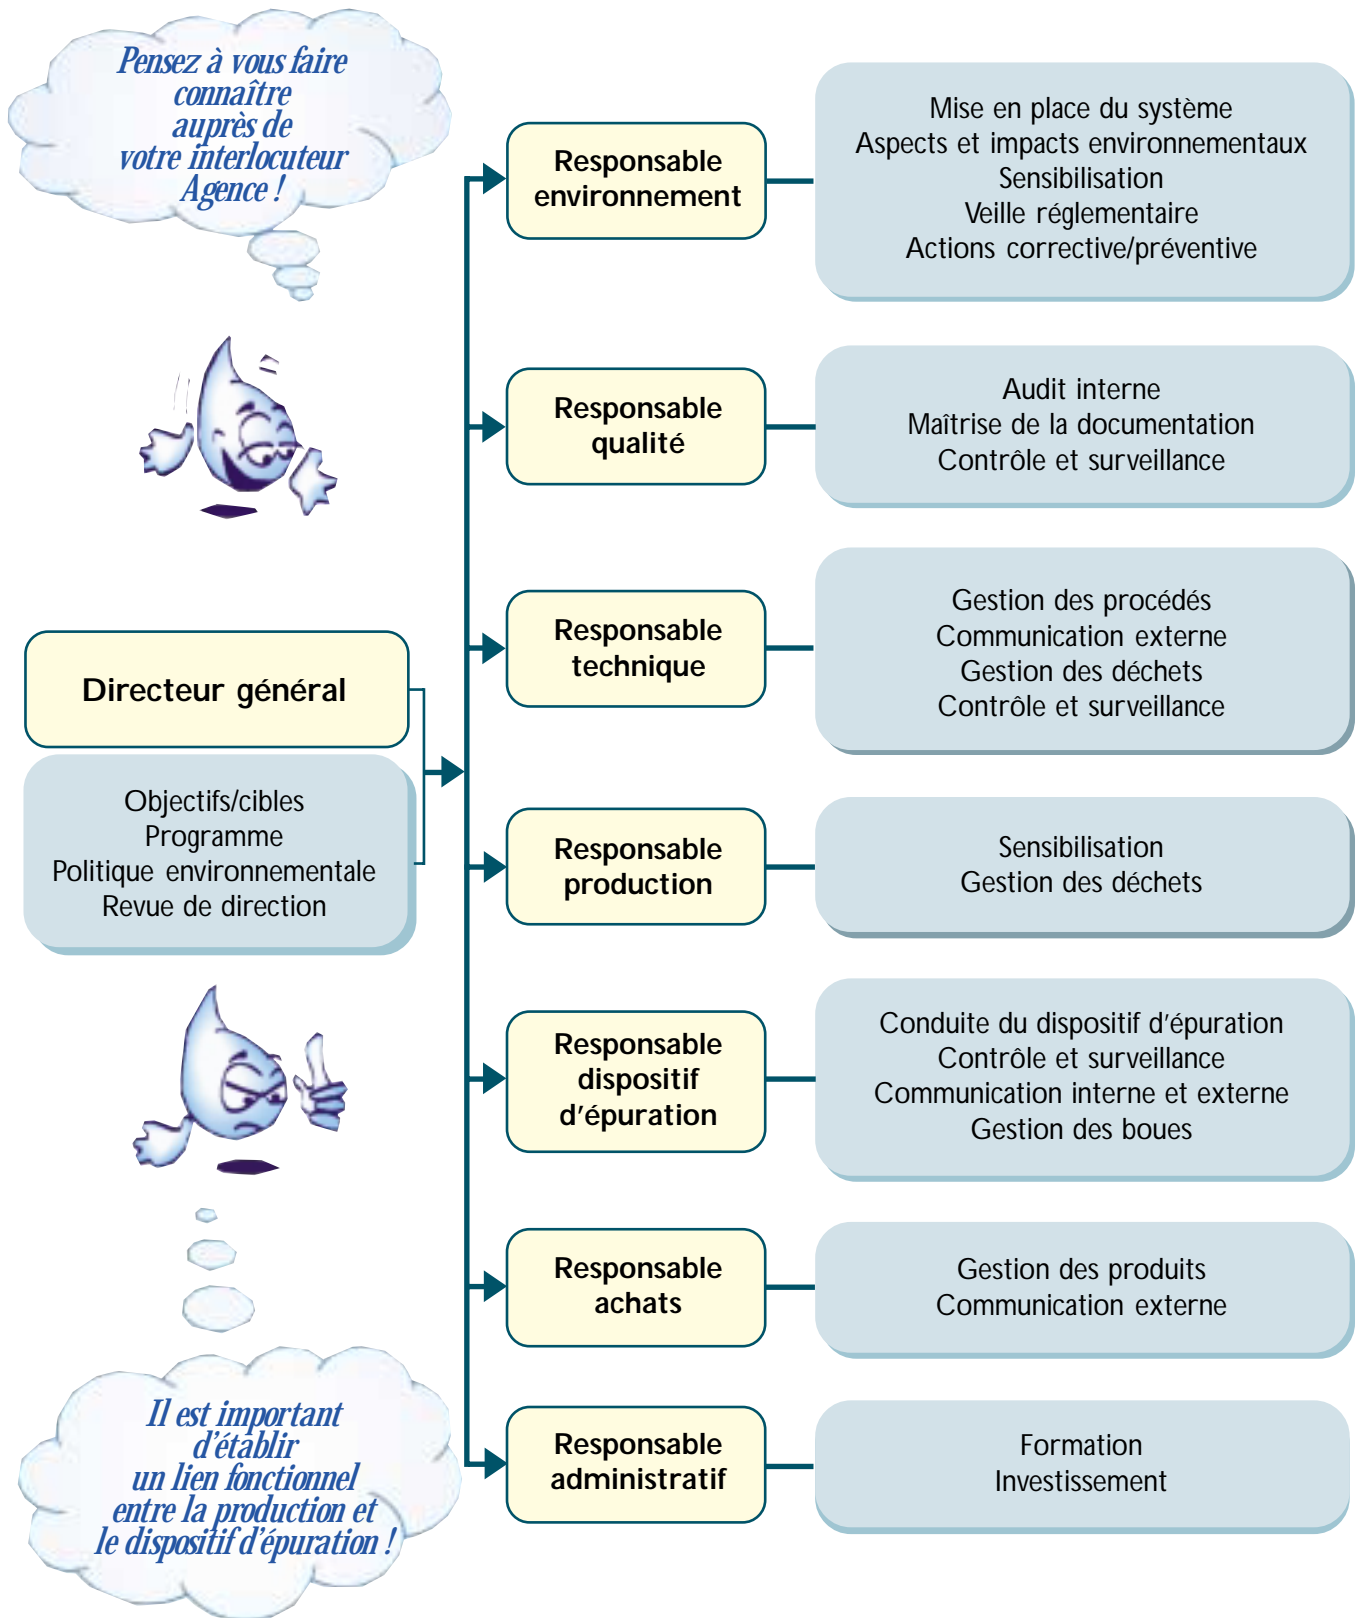 Pensez à vous faire
connaître
auprès de
votre interlocuteur
Agence !
Responsable
environnement
Mise en place du système
Aspects et impacts environnementaux
Sensibilisation
Veille réglementaire
Actions corrective/préventive
Responsable
qualité
Audit interne
Maîtrise de la documentation
Contrôle et surveillance
Responsable
technique
Gestion des procédés
Communication externe
Gestion des déchets
Contrôle et surveillance
Directeur général
Objectifs/cibles
Programme
Politique environnementale
Revue de direction
Responsable
production
Sensibilisation
Gestion des déchets
Responsable
dispositif
d'épuration
Conduite du dispositif d'épuration
Contrôle et surveillance
Communication interne et externe
Gestion des boues
Responsable
achats
Gestion des produits
Communication externe
Il est important
d'établir
un lien fonctionnel
entre la production et
le dispositif d'épuration !
Responsable
administratif
Formation
Investissement